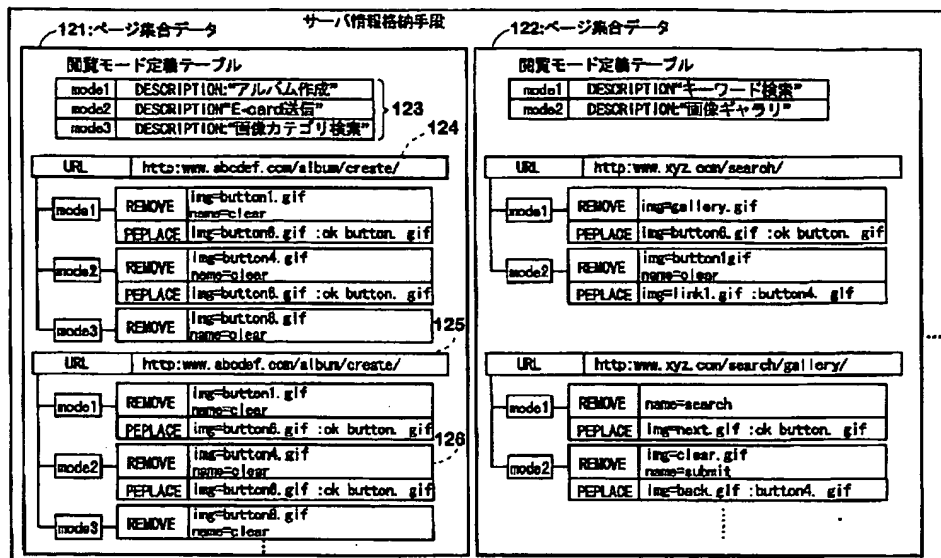 サーバ情報格納手段
121:ページ集合データ
閲覧モード定義テーブル
mode1 DESCRIPTION:"アルバム作成"
mode2 DESCRIPTION"E-card送信"
mode3 DESCRIPTION:"画像カテゴリ検索"
123
124
URL http:www.abcdef.com/album/create/
mode1 REMOVE img=button1.gif
name=clear
PEPLACE img=button6.gif :ok button. gif
mode2 REMOVE img=button4.gif
name=clear
PEPLACE img=button6.gif :ok button. gif
mode3 REMOVE img=button8.gif
name=clear
125
URL http:www.abcdef.com/album/create/
mode1 REMOVE img=button1.gif
name=clear
PEPLACE img=button6.gif :ok button. gif
126
mode2 REMOVE img=button4.gif
name=clear
PEPLACE img=button6.gif :ok button. gif
mode3 REMOVE img=button8.gif
name=clear
122:ページ集合データ
閲覧モード定義テーブル
mode1 DESCRIPTION"キーワード検索"
mode2 DESCRIPTION:"画像ギャラリ"
URL http:www.xyz.com/search/
mode1 REMOVE img=gallery.gif
PEPLACE img=button6.gif :ok button. gif
mode2 REMOVE img=button1gif
name=clear
PEPLACE img=link1.gif :button4. gif
URL http:www.xyz.com/search/gallery/
mode1 REMOVE name=search
PEPLACE img=next.gif :ok button. gif
mode2 REMOVE img=clear.gif
name=submit
PEPLACE img=back.gif :button4. gif